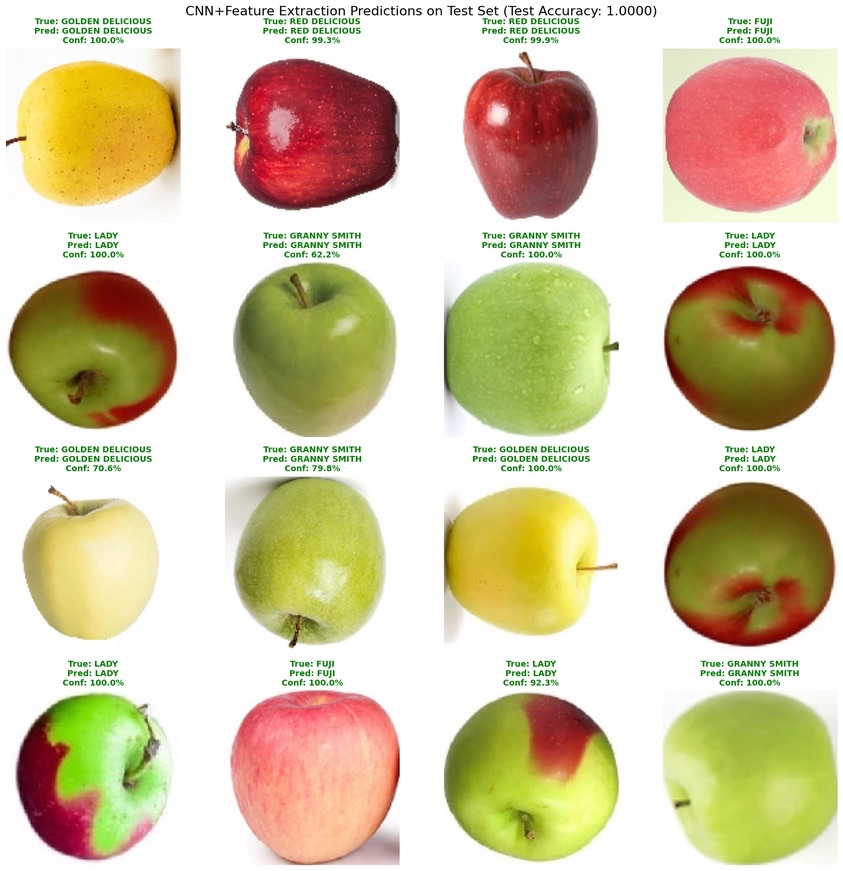 CNN+Feature Extraction Predictions on Test Set (Test Accuracy: 1.0000)
True: GOLDEN DELICIOUS
Pred: GOLDEN DELICIOUS
Conf: 100.0%
True: RED DELICIOUS
Pred: RED DELICIOUS
Conf: 99.3%
True: RED DELICIOUS
Pred: RED DELICIOUS
Conf: 99.9%
True: FUJI
Pred: FUJI
Conf: 100.0%
True: LADY
Pred: LADY
Conf: 100.0%
True: GRANNY SMITH
Pred: GRANNY SMITH
Conf: 62.2%
True: GRANNY SMITH
Pred: GRANNY SMITH
Conf: 100.0%
True: LADY
Pred: LADY
Conf: 100.0%
True: GOLDEN DELICIOUS
Pred: GOLDEN DELICIOUS
Conf: 70.6%
True: GRANNY SMITH
Pred: GRANNY SMITH
Conf: 79.8%
True: GOLDEN DELICIOUS
Pred: GOLDEN DELICIOUS
Conf: 100.0%
True: LADY
Pred: LADY
Conf: 100.0%
True: LADY
Pred: LADY
Conf: 100.0%
True: FUJI
Pred: FUJI
Conf: 100.0%
True: LADY
Pred: LADY
Conf: 92.3%
True: GRANNY SMITH
Pred: GRANNY SMITH
Conf: 100.0%